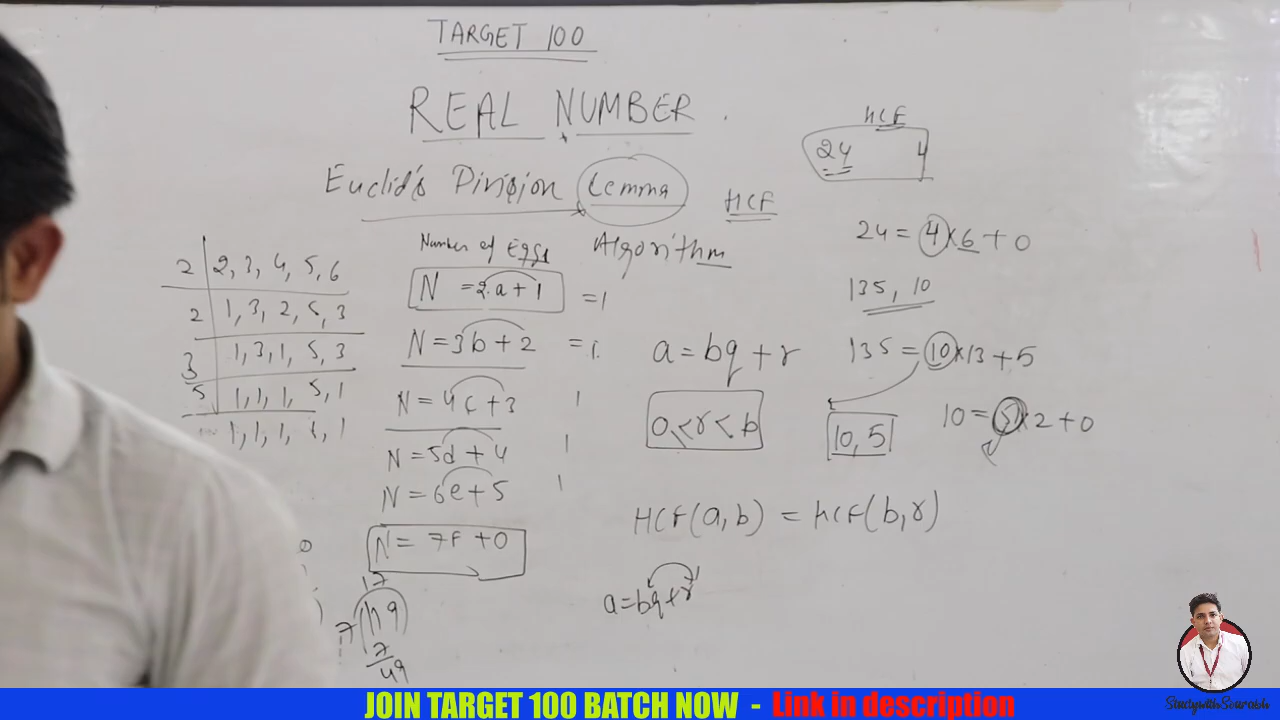 TARGET 100
REAL NUMBER
Euclid's Division Lemma
Algorithm
HCF
HCF
24 4
24 = 4 × 6 + 0
135, 10
135 = 10 × 13 + 5
10, 5
10 = 5 × 2 + 0
2 | 2, 3, 4, 5, 6
2 | 1, 3, 2, 5, 3
3 | 1, 3, 1, 5, 3
5 | 1, 1, 1, 5, 1
1, 1, 1, 1, 1
Number of Eggs
N = 2a + 1 = 1
N = 3b + 2 = 1
N = 4c + 3 1
N = 5d + 4 1
N = 6e + 5 1
N = 7f + 0
17
7 119
7
49
a = bq + r
0 ≤ r < b
HCF(a, b) = HCF(b, r)
a = bq + r
JOIN TARGET 100 BATCH NOW - Link in description
StudywithSourabh